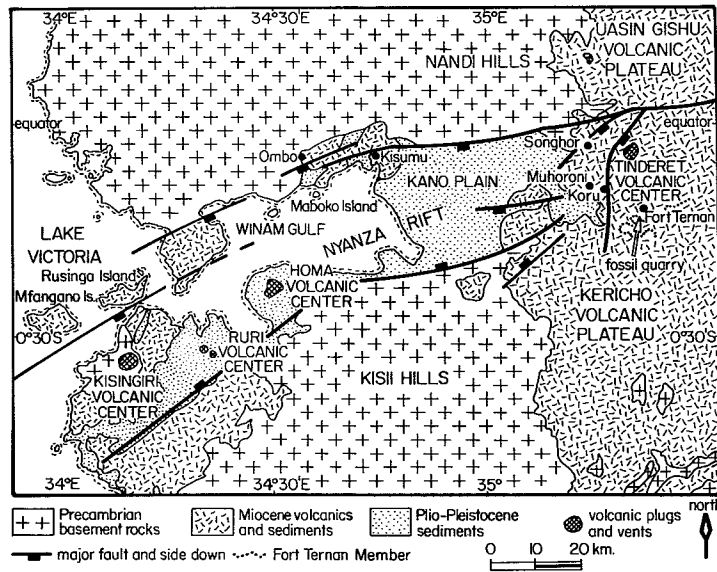 34°E 34°30'E 35°E
UASIN GISHU
VOLCANIC
PLATEAU
NANDI HILLS
equator
equator
Ombo
Kisumu
Songhor
TINDERET
VOLCANIC
CENTER
Muhoroni
Koru
KANO PLAIN
Maboko Island
Fort Ternan
WINAM GULF
NYANZA RIFT
LAKE
VICTORIA
fossil quarry
Rusinga Island
HOMA
VOLCANIC
CENTER
Mfangano Is.
KERICHO
VOLCANIC
PLATEAU
0°30'S
0°30'S
RURI
VOLCANIC
CENTER
KISINGIRI
VOLCANIC
CENTER
KISII HILLS
34°E 34°30'E 35°E
Precambrian
basement rocks
Miocene volcanics
and sediments
Plio-Pleistocene
sediments
volcanic plugs
and vents
north
major fault and side down
Fort Ternan Member
0 10 20 km.